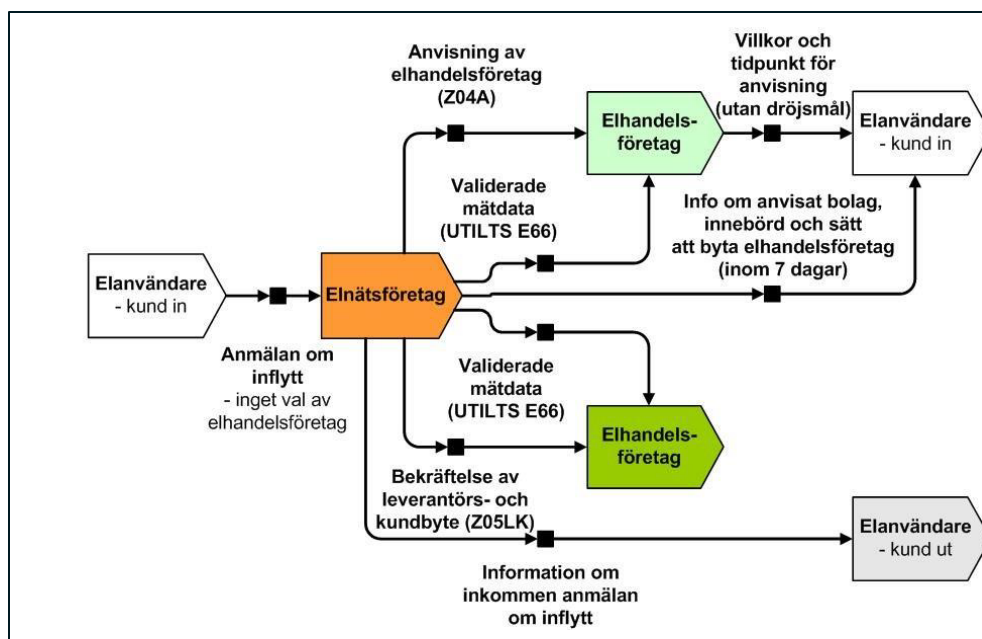 Anvisning av
elhandelsföretag
(Z04A)
Villkor och
tidpunkt för
anvisning
(utan dröjsmål)
Elhandels-
företag
Elanvändare
- kund in
Validerade
mätdata
(UTILTS E66)
Info om anvisat bolag,
innebörd och sätt
att byta elhandelsföretag
(inom 7 dagar)
Elanvändare
- kund in
Elnätsföretag
Anmälan om
inflytt
- inget val av
elhandelsföretag
Validerade
mätdata
(UTILTS E66)
Elhandels-
företag
Bekräftelse av
leverantörs- och
kundbyte (Z05LK)
Elanvändare
- kund ut
Information om
inkommen anmälan
om inflytt